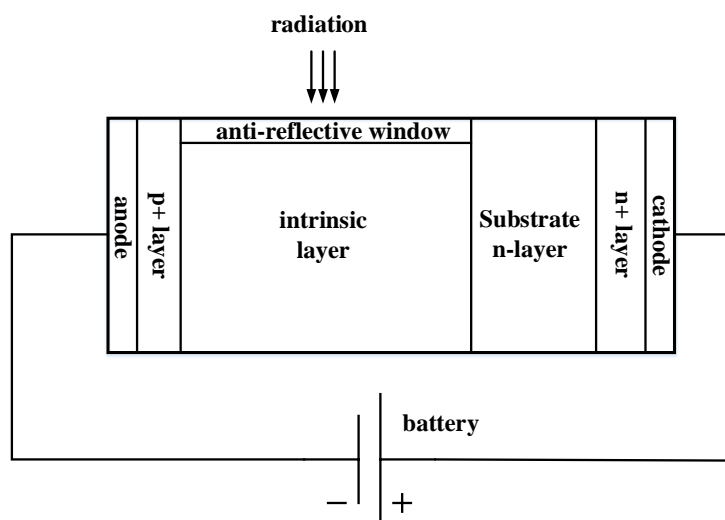 radiation
anti-reflective window
anode
p+ layer
intrinsic
layer
Substrate
n-layer
n+ layer
cathode
battery
− +